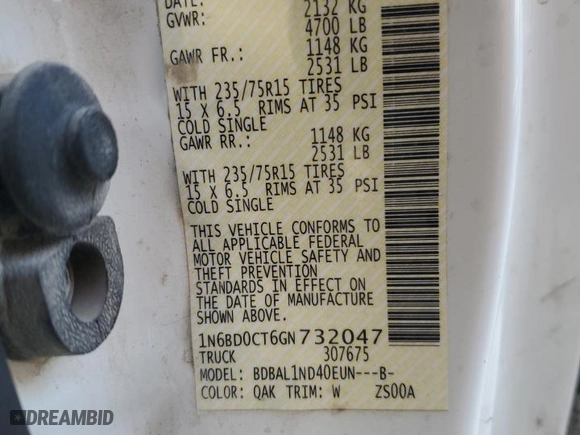 DATE: 2132 KG
GVWR: 4700 LB
GAWR FR.: 1148 KG
2531 LB
WITH 235/75R15 TIRES
15 X 6.5 RIMS AT 35 PSI
COLD SINGLE
GAWR RR.: 1148 KG
2531 LB
WITH 235/75R15 TIRES
15 X 6.5 RIMS AT 35 PSI
COLD SINGLE
THIS VEHICLE CONFORMS TO
ALL APPLICABLE FEDERAL
MOTOR VEHICLE SAFETY AND
THEFT PREVENTION
STANDARDS IN EFFECT ON
THE DATE OF MANUFACTURE
SHOWN ABOVE.
1N6BD0CT6GN732047
TRUCK 307675
MODEL: BDBAL1ND40EUN---B-
COLOR: QAK TRIM: W ZS00A
DREAMBID